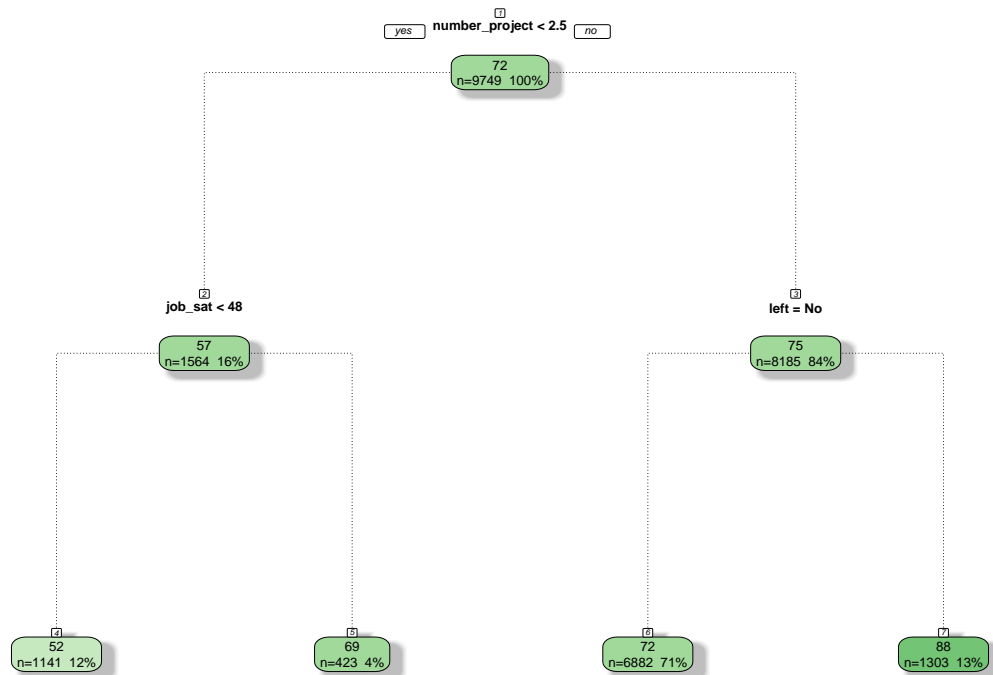 1
yes number_project < 2.5 no
72
n=9749 100%
2
job_sat < 48
3
left = No
57
n=1564 16%
75
n=8185 84%
4
52
n=1141 12%
5
69
n=423 4%
6
72
n=6882 71%
7
88
n=1303 13%